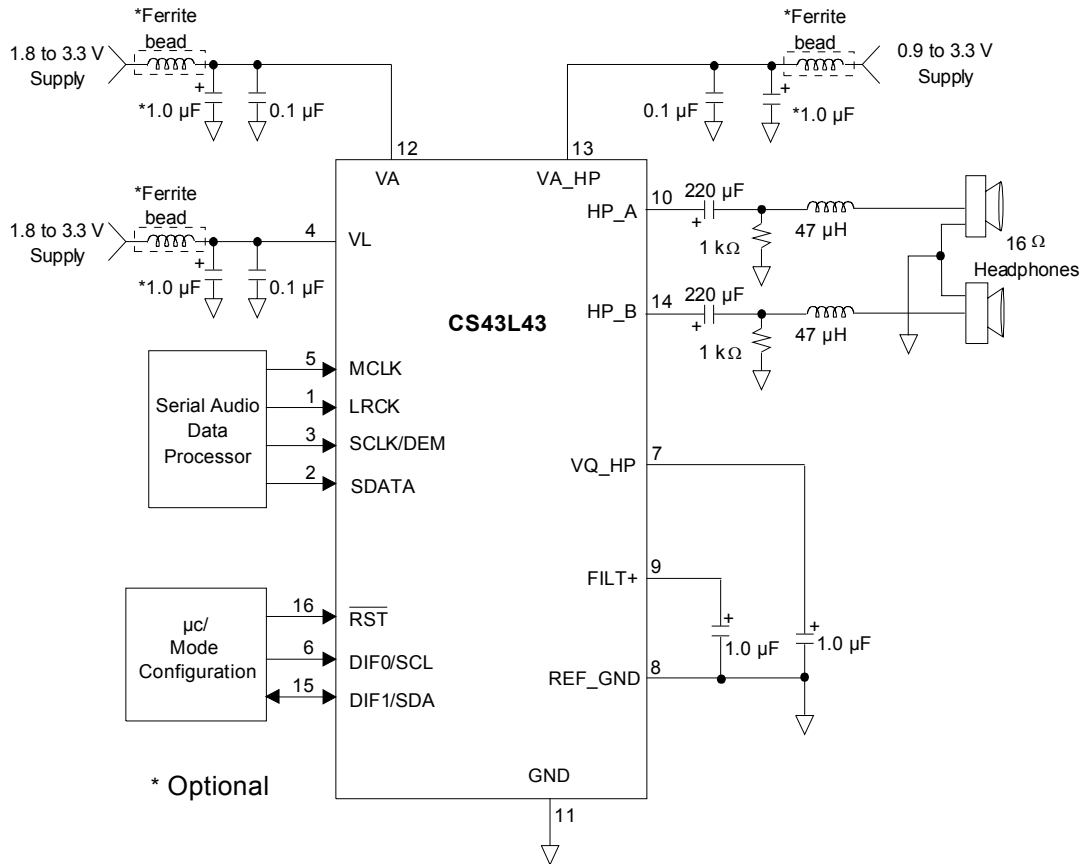 *Ferrite
bead
1.8 to 3.3 V
Supply
+
*1.0 µF
0.1 µF
*Ferrite
bead
0.9 to 3.3 V
Supply
0.1 µF
+
*1.0 µF
12
VA
13
VA_HP
*Ferrite
bead
1.8 to 3.3 V
Supply
4
VL
+
*1.0 µF
0.1 µF
HP_A
10
220 µF
+
1 kΩ
47 µH
16 Ω
Headphones
HP_B
14
220 µF
+
1 kΩ
47 µH
CS43L43
Serial Audio
Data
Processor
5
MCLK
1
LRCK
3
SCLK/DEM
2
SDATA
VQ_HP
7
FILT+
9
+
1.0 µF
+
1.0 µF
REF_GND
8
µc/
Mode
Configuration
16
RST
6
DIF0/SCL
15
DIF1/SDA
* Optional
GND
11